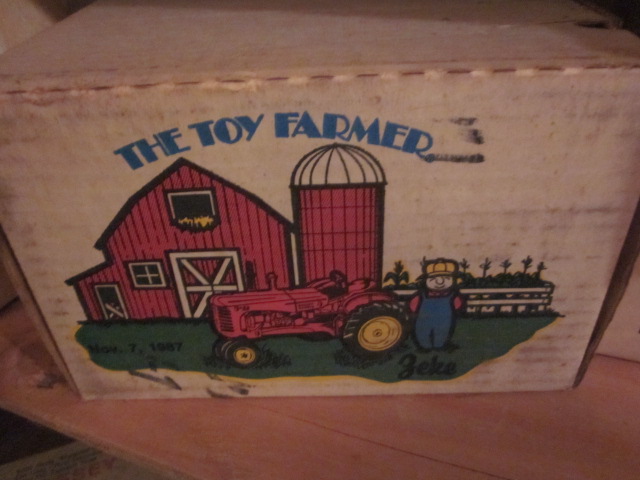 THE TOY FARMER
Nov. 7, 1987
Zeke